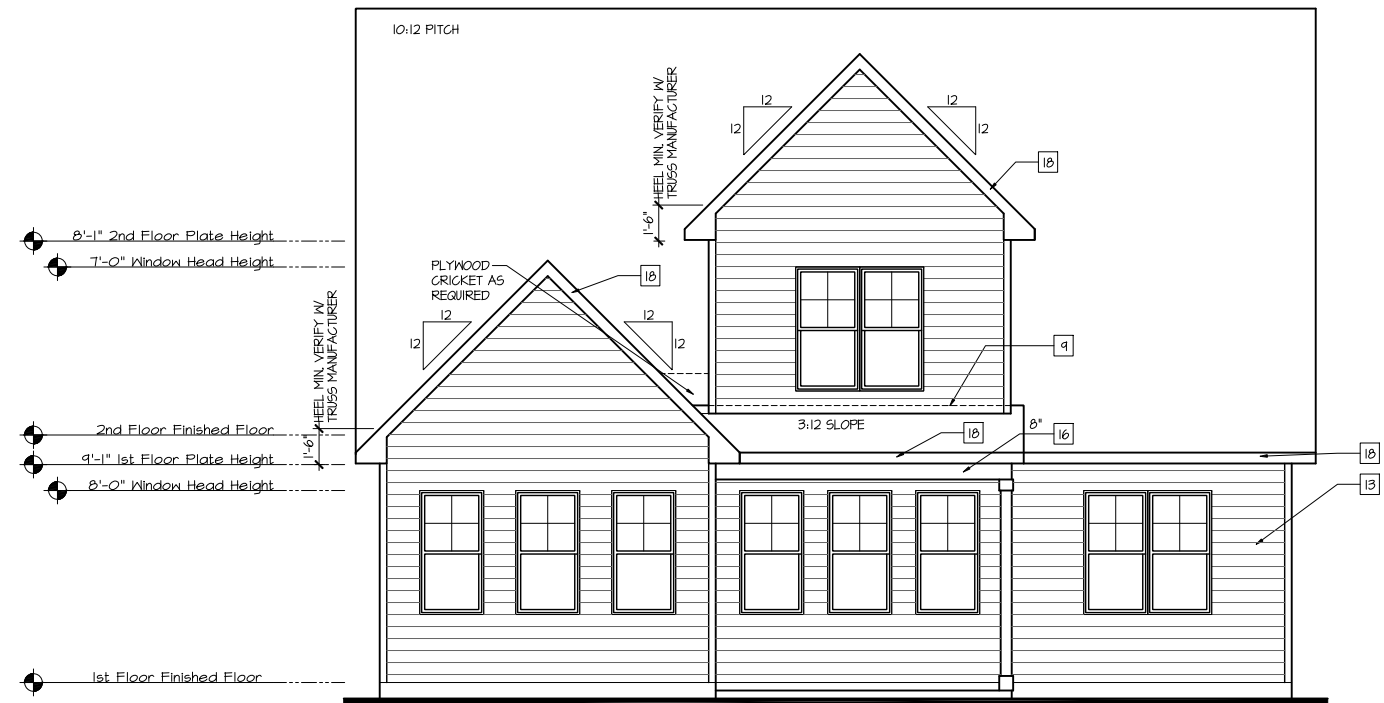 10:12 PITCH
HEEL MIN. VERIFY W/
TRUSS MANUFACTURER
1'-6"
12
12
12
12
18
8'-1" 2nd Floor Plate Height
7'-0" Window Head Height
PLYWOOD
CRICKET AS
REQUIRED
18
HEEL MIN. VERIFY W/
TRUSS MANUFACTURER
1'-6"
12
12
12
12
9
3:12 SLOPE
2nd Floor Finished Floor
18
8"
16
9'-1" 1st Floor Plate Height
18
8'-0" Window Head Height
13
1st Floor Finished Floor